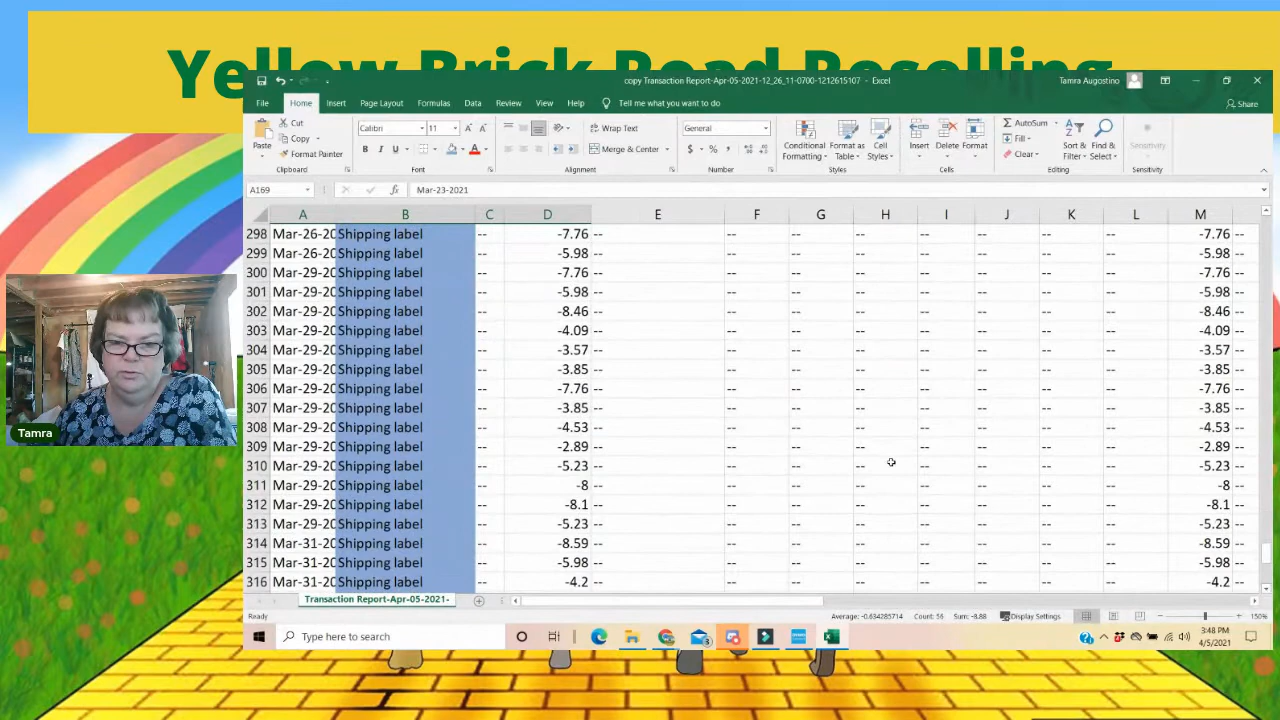 Yellow Brick Road Reselling
copy Transaction Report-Apr-05-2021-12_26_11-0700-1212615107 - Excel
Tamra Augostino
File Home Insert Page Layout Formulas Data Review View Help Tell me what you want to do
Share
Paste
Cut
Copy
Format Painter
Calibri 11
B I U
Wrap Text
Merge & Center
General
$ % ,
Conditional Formatting
Format as Table
Cell Styles
Insert
Delete
Format
AutoSum
Fill
Clear
Sort & Filter
Find & Select
Sensitivity
Clipboard Font Alignment Number Styles Cells Editing Sensitivity
A169 fx Mar-23-2021
A B C D E F G H I J K L M
298 Mar-26-20 Shipping label -- -7.76 -- -- -- -- -- -- -- -- -7.76 --
299 Mar-26-20 Shipping label -- -5.98 -- -- -- -- -- -- -- -- -5.98 --
300 Mar-29-20 Shipping label -- -7.76 -- -- -- -- -- -- -- -- -7.76 --
301 Mar-29-20 Shipping label -- -5.98 -- -- -- -- -- -- -- -- -5.98 --
302 Mar-29-20 Shipping label -- -8.46 -- -- -- -- -- -- -- -- -8.46 --
303 Mar-29-20 Shipping label -- -4.09 -- -- -- -- -- -- -- -- -4.09 --
304 Mar-29-20 Shipping label -- -3.57 -- -- -- -- -- -- -- -- -3.57 --
305 Mar-29-20 Shipping label -- -3.85 -- -- -- -- -- -- -- -- -3.85 --
306 Mar-29-20 Shipping label -- -7.76 -- -- -- -- -- -- -- -- -7.76 --
307 Mar-29-20 Shipping label -- -3.85 -- -- -- -- -- -- -- -- -3.85 --
308 Mar-29-20 Shipping label -- -4.53 -- -- -- -- -- -- -- -- -4.53 --
309 Mar-29-20 Shipping label -- -2.89 -- -- -- -- -- -- -- -- -2.89 --
310 Mar-29-20 Shipping label -- -5.23 -- -- -- -- -- -- -- -- -5.23 --
311 Mar-29-20 Shipping label -- -8 -- -- -- -- -- -- -- -- -8 --
312 Mar-29-20 Shipping label -- -8.1 -- -- -- -- -- -- -- -- -8.1 --
313 Mar-29-20 Shipping label -- -5.23 -- -- -- -- -- -- -- -- -5.23 --
314 Mar-31-20 Shipping label -- -8.59 -- -- -- -- -- -- -- -- -8.59 --
315 Mar-31-20 Shipping label -- -5.98 -- -- -- -- -- -- -- -- -5.98 --
316 Mar-31-20 Shipping label -- -4.2 -- -- -- -- -- -- -- -- -4.2 --
Tamra
Transaction Report-Apr-05-2021-
Ready Average: -0.634285714 Count: 56 Sum: -8.88 Display Settings 150%
Type here to search
3:48 PM
4/5/2021